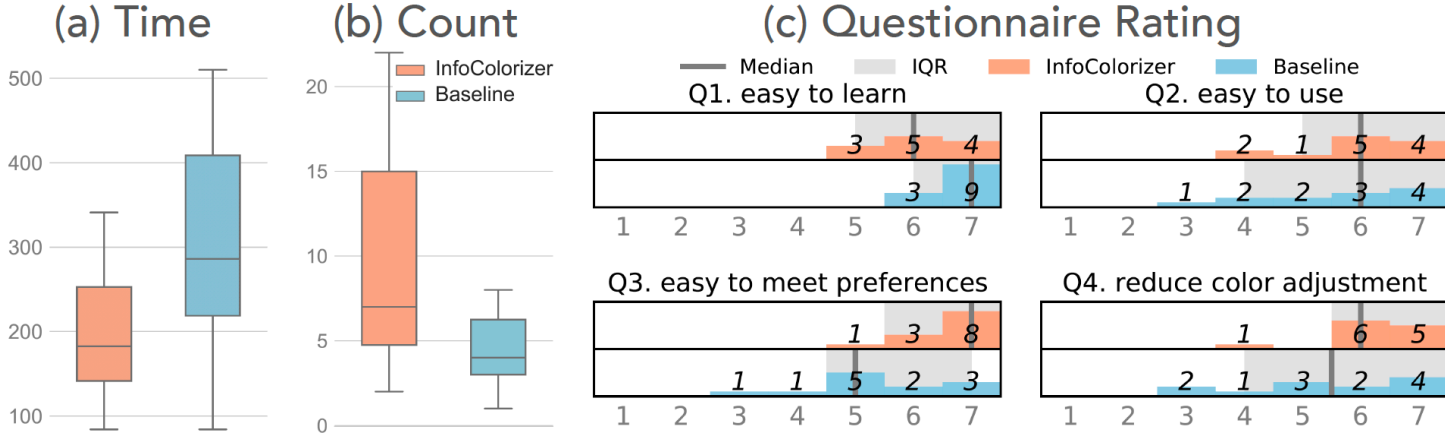 (a) Time
500
400
300
200
100
(b) Count
InfoColorizer
Baseline
20
15
10
5
0
(c) Questionnaire Rating
Median IQR InfoColorizer Baseline
Q1. easy to learn
3 5 4
3 9
1 2 3 4 5 6 7
Q2. easy to use
2 1 5 4
1 2 2 3 4
1 2 3 4 5 6 7
Q3. easy to meet preferences
1 3 8
1 1 5 2 3
1 2 3 4 5 6 7
Q4. reduce color adjustment
1 6 5
2 1 3 2 4
1 2 3 4 5 6 7